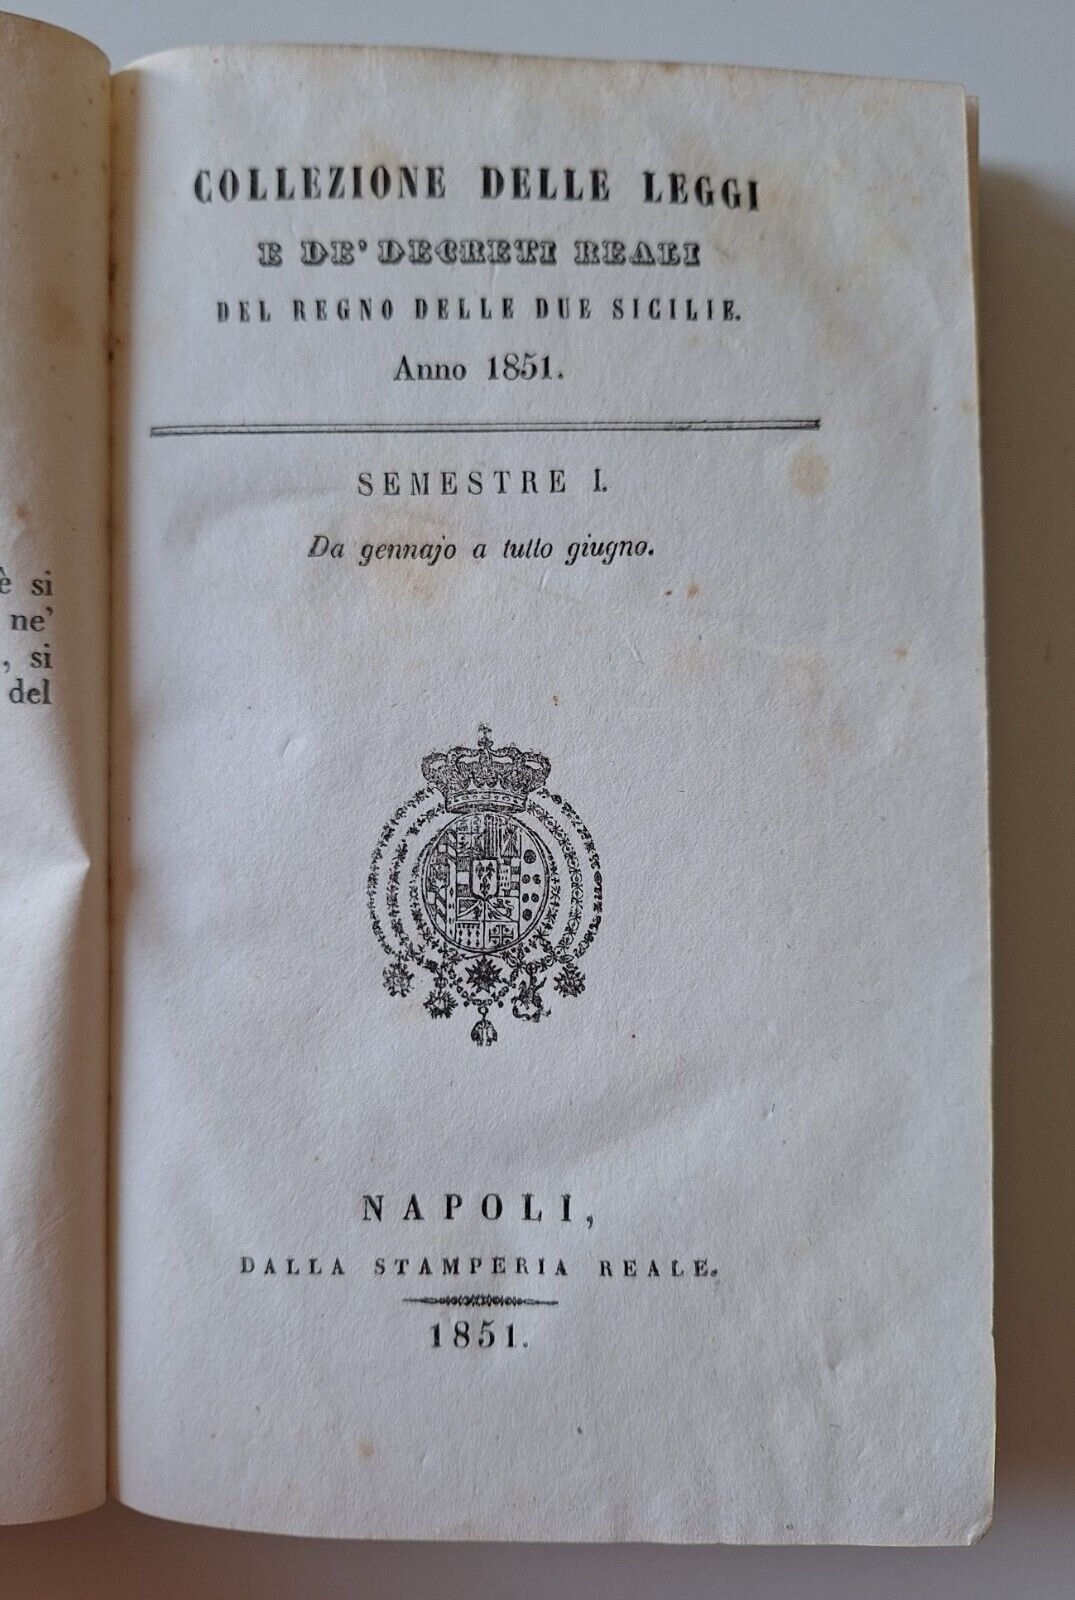 è si
ne'
, si
del
COLLEZIONE DELLE LEGGI
E DE' DECRETI REALI
DEL REGNO DELLE DUE SICILIE.
Anno 1851.
SEMESTRE I.
Da gennajo a tutto giugno.
NAPOLI,
DALLA STAMPERIA REALE.
1851.